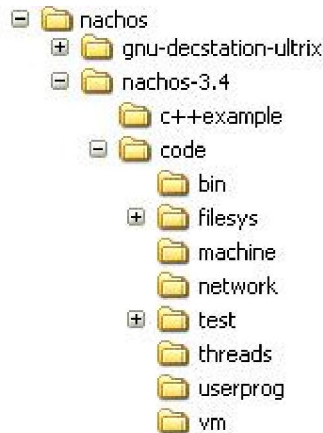 nachos
gnu-decstation-ultrix
nachos-3.4
c++example
code
bin
filesys
machine
network
test
threads
userprog
vm